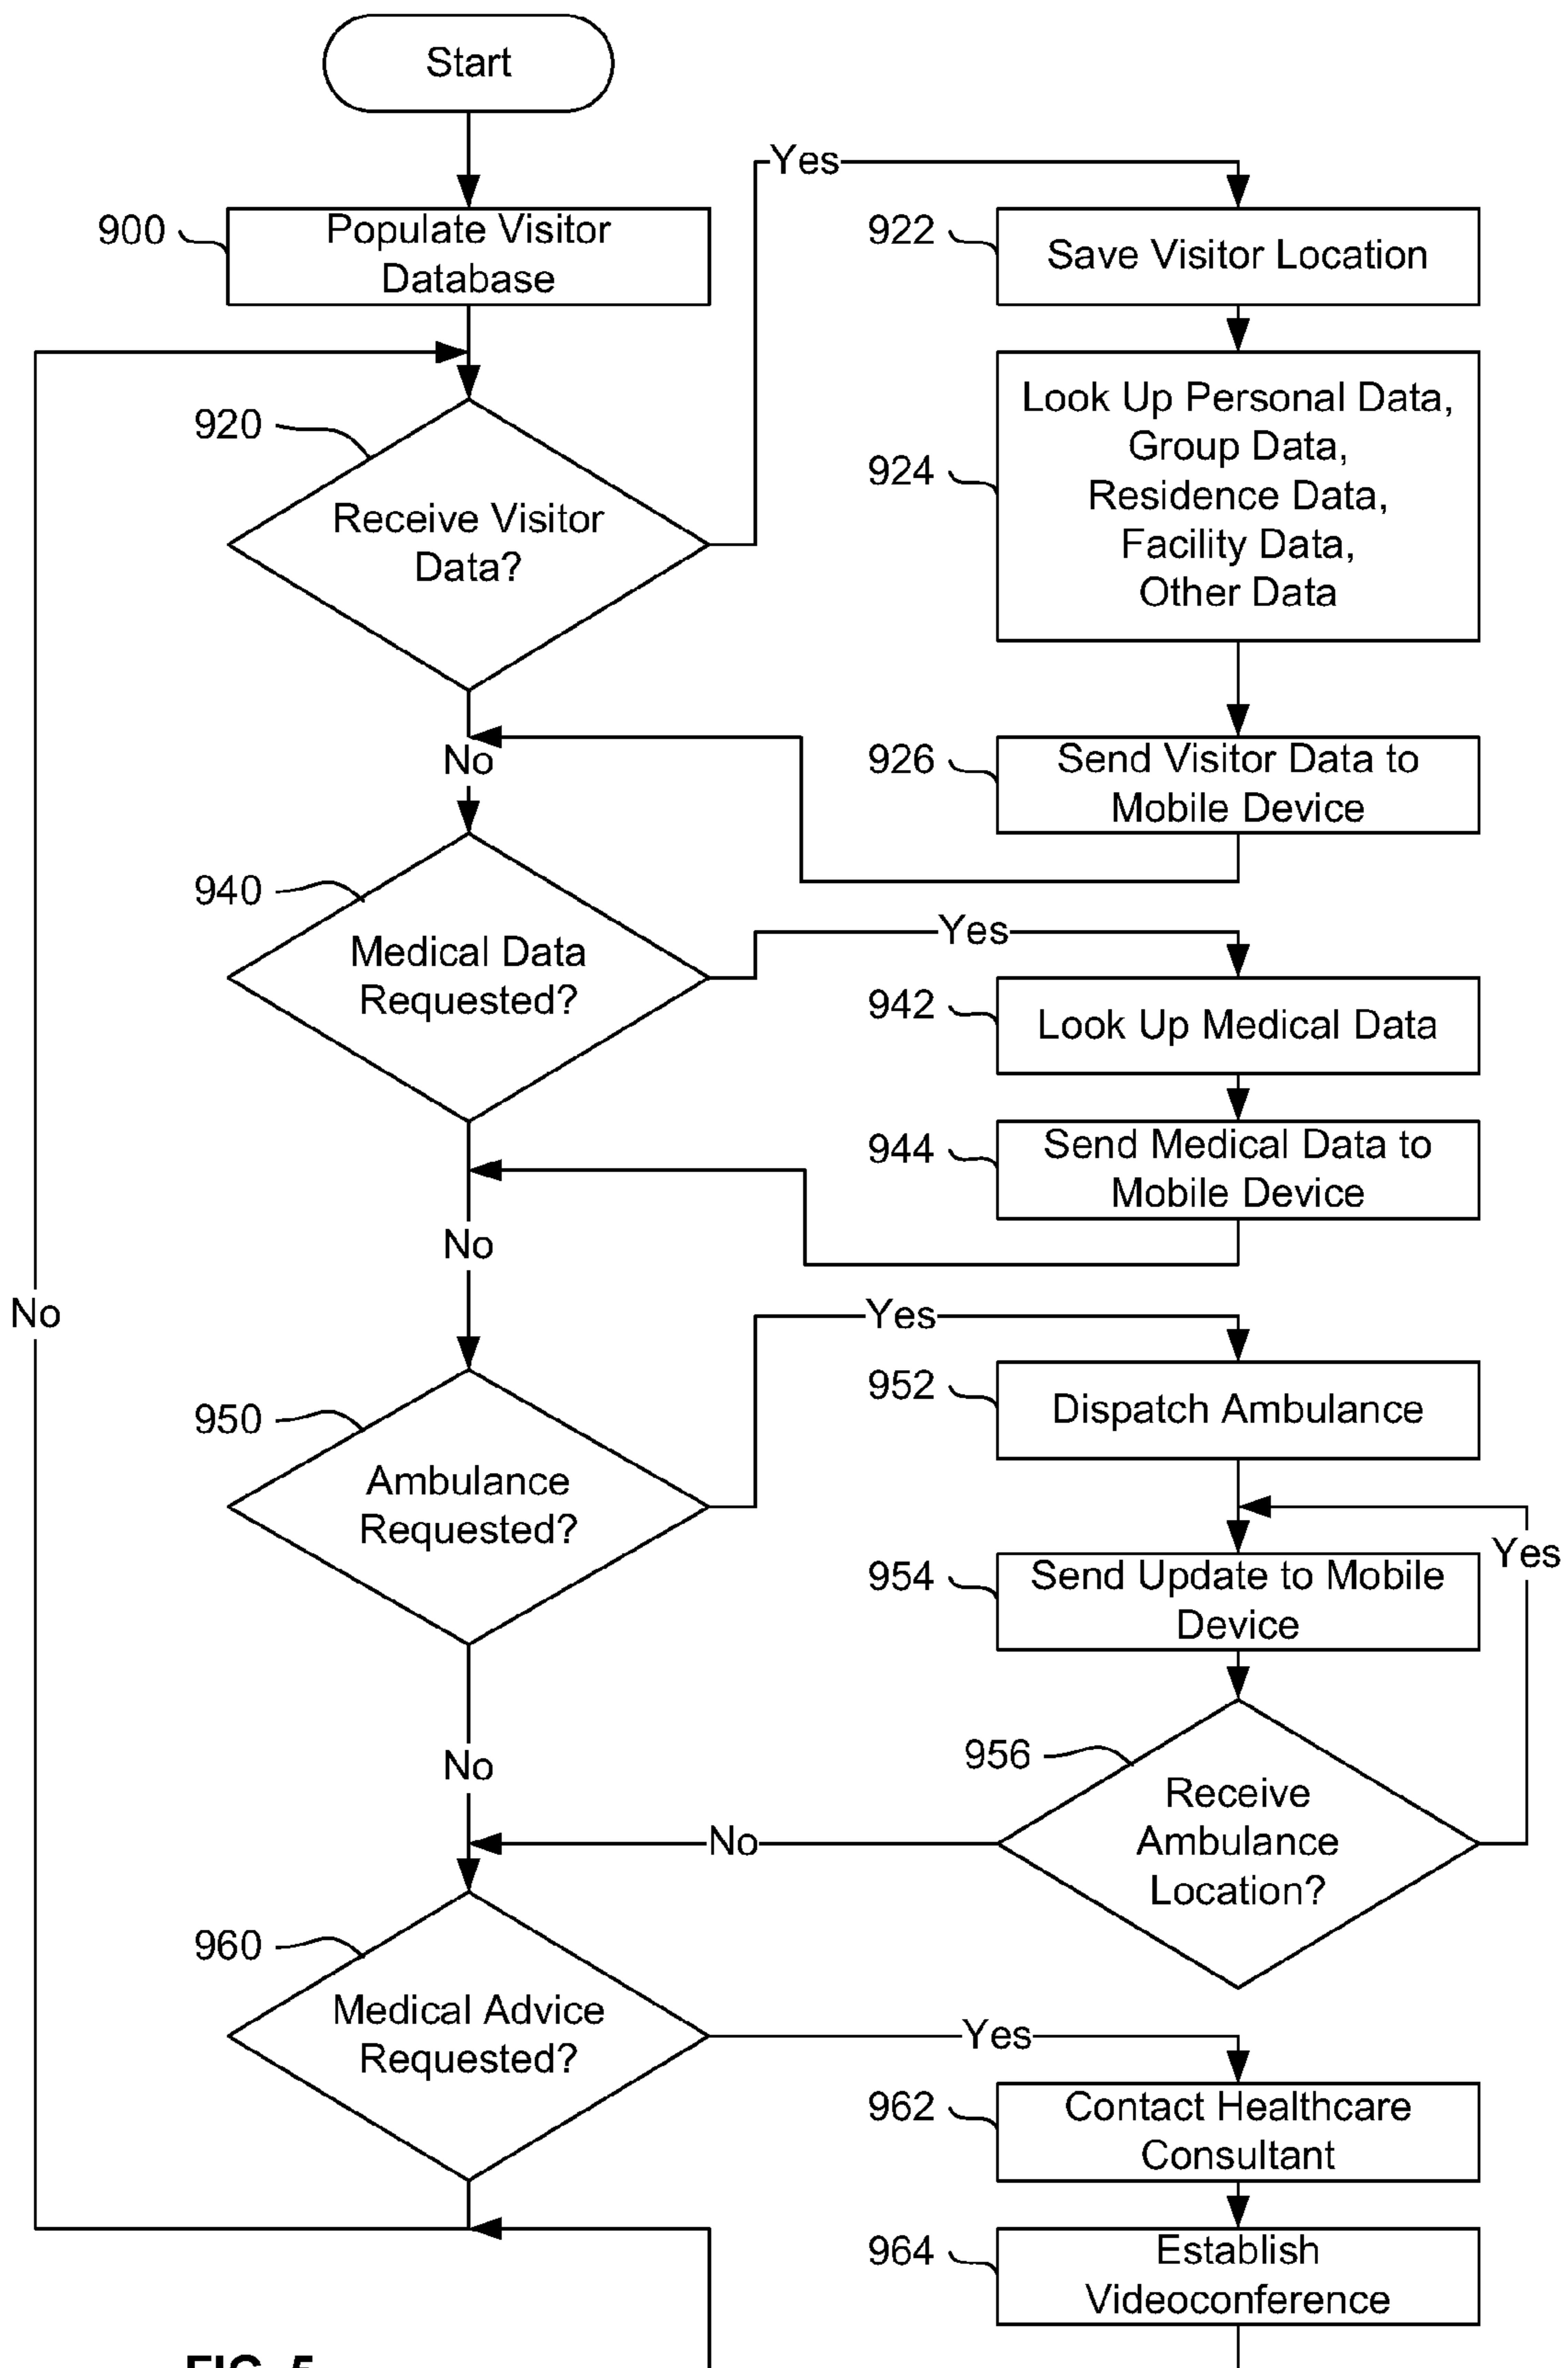 Start
Yes
900
Populate Visitor
Database
922
Save Visitor Location
920
Receive Visitor
Data?
924
Look Up Personal Data,
Group Data,
Residence Data,
Facility Data,
Other Data
No
926
Send Visitor Data to
Mobile Device
940
Medical Data
Requested?
Yes
942
Look Up Medical Data
944
Send Medical Data to
Mobile Device
No
No
950
Ambulance
Requested?
Yes
952
Dispatch Ambulance
Yes
954
Send Update to Mobile
Device
No
956
Receive
Ambulance
Location?
No
960
Medical Advice
Requested?
Yes
962
Contact Healthcare
Consultant
964
Establish
Videoconference
FIG. 5